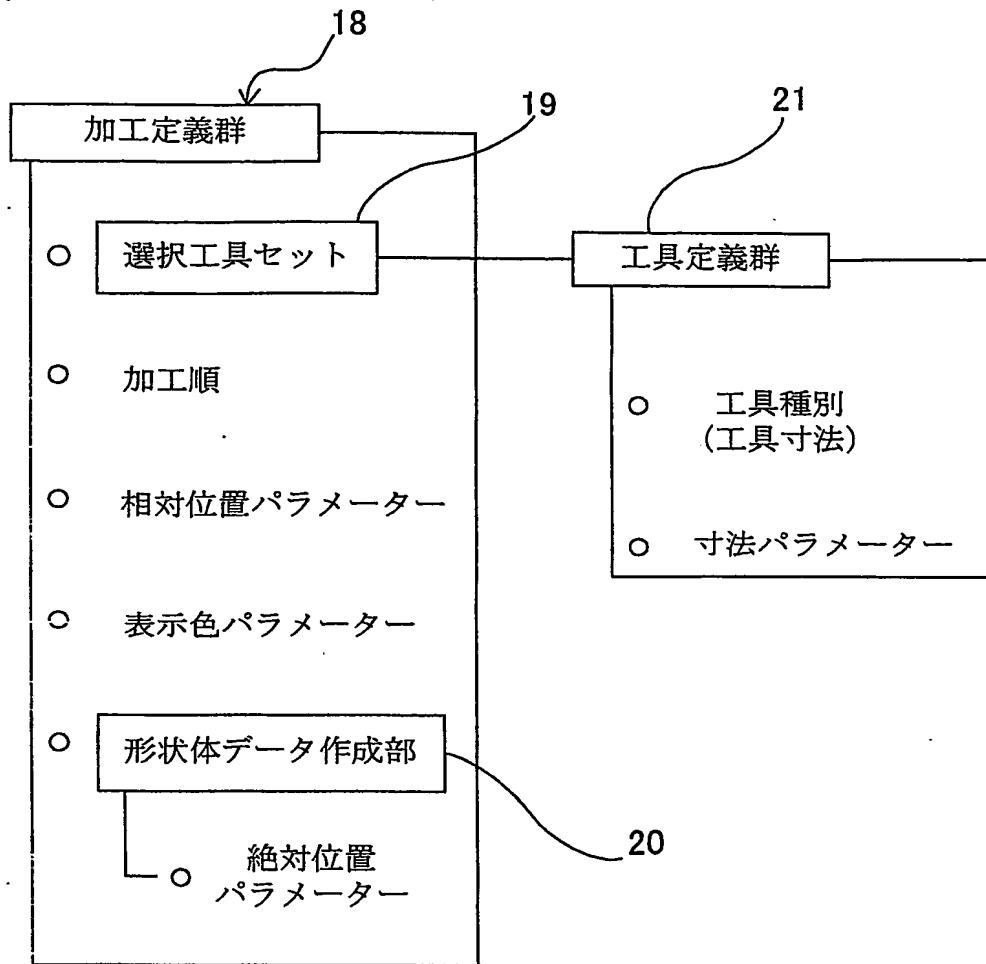 18
加工定義群
19
選択工具セット
加工順
相対位置パラメーター
表示色パラメーター
形状体データ作成部
20
絶対位置
パラメーター
21
工具定義群
工具種別
(工具寸法)
寸法パラメーター